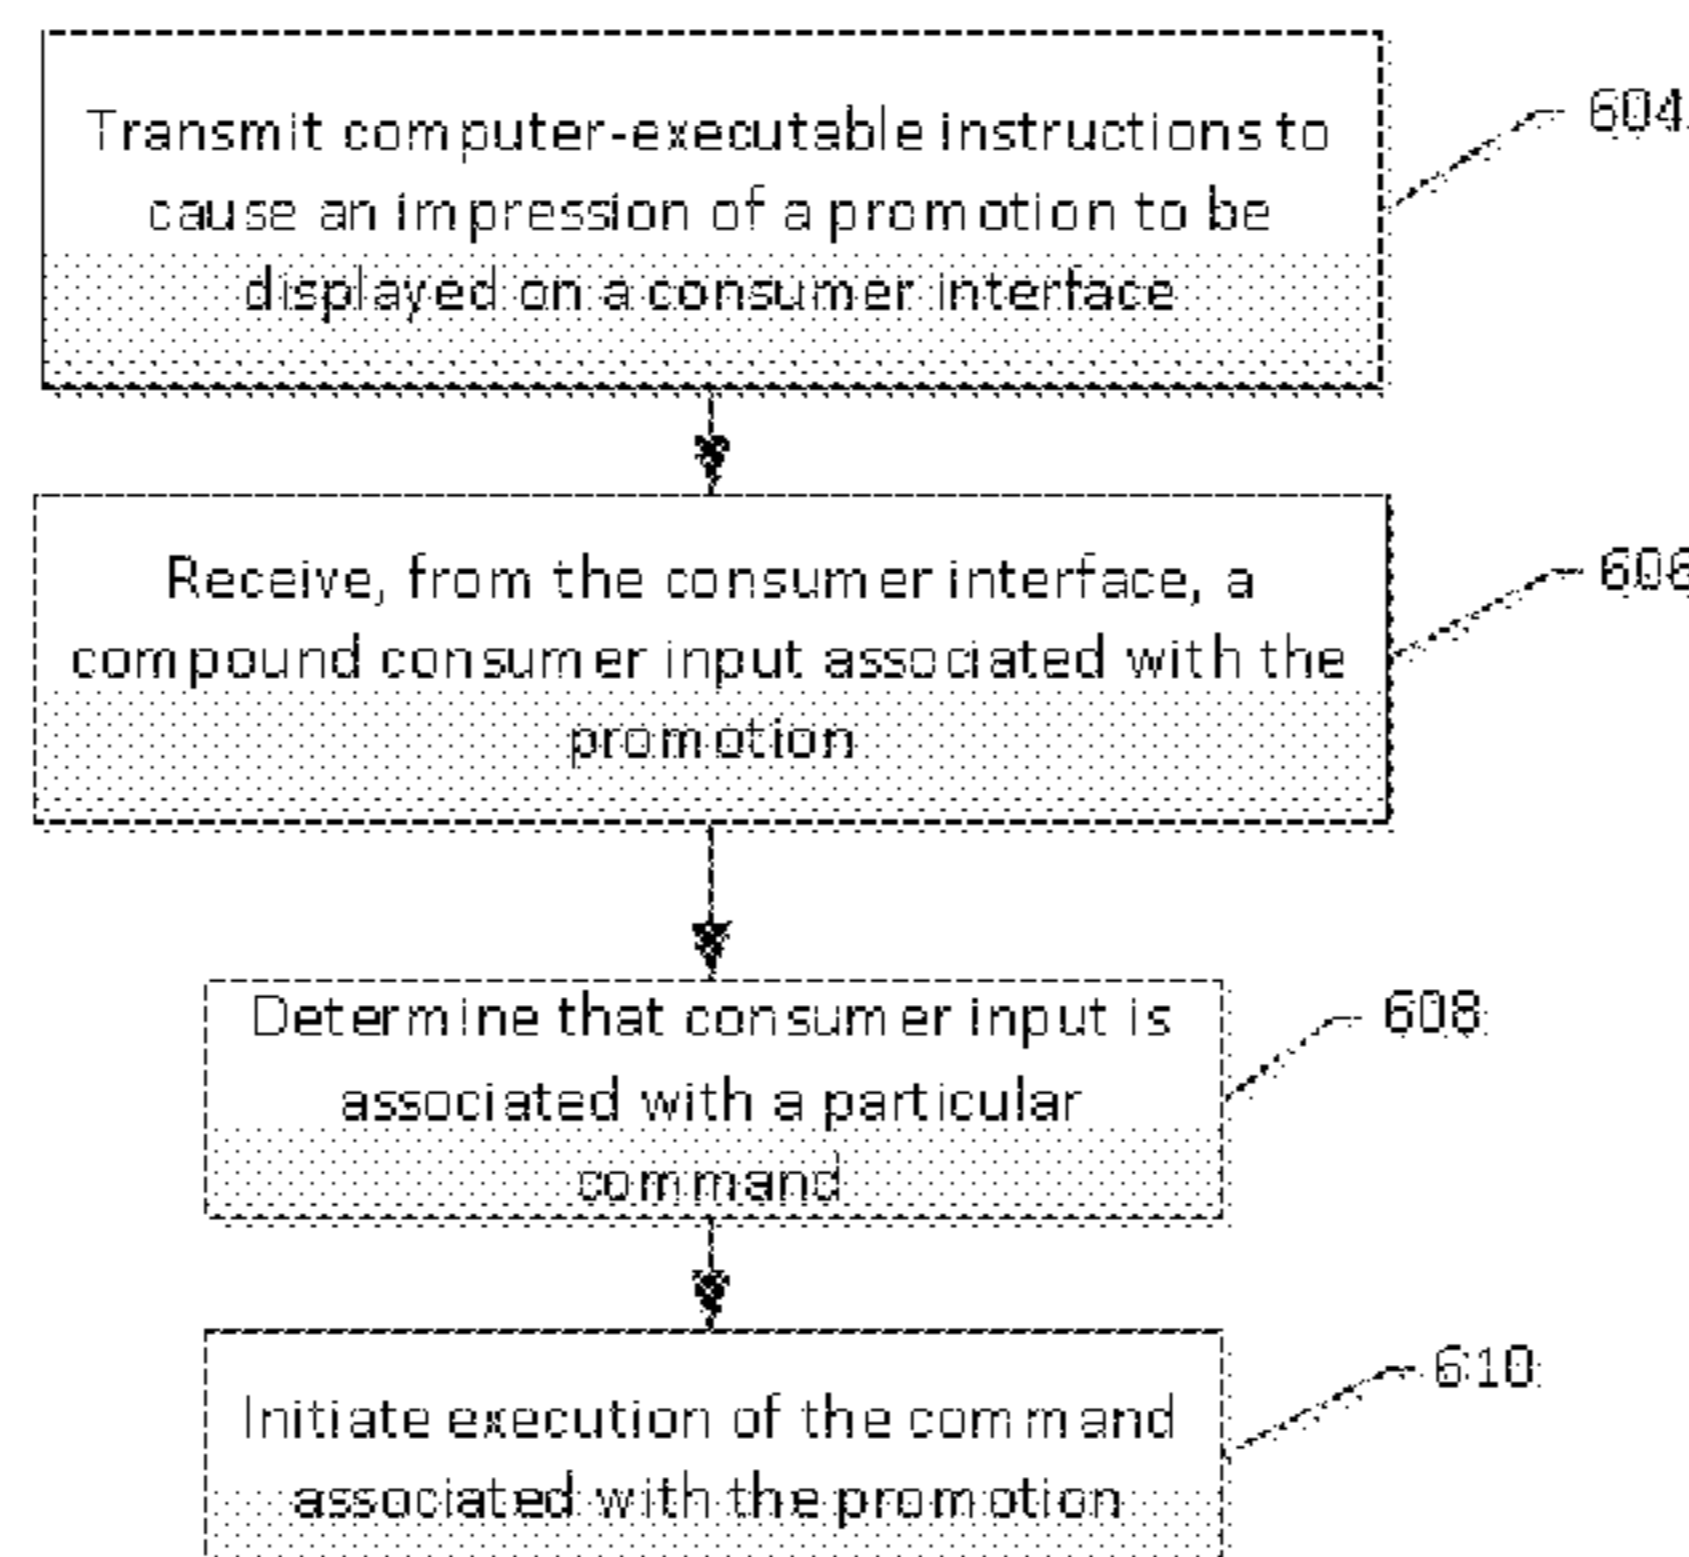 Transmit computer-executable instructions to
cause an impression of a promotion to be
displayed on a consumer interface
604
Receive, from the consumer interface, a
compound consumer input associated with the
promotion
606
Determine that consumer input is
associated with a particular
command
608
Initiate execution of the command
associated with the promotion
610